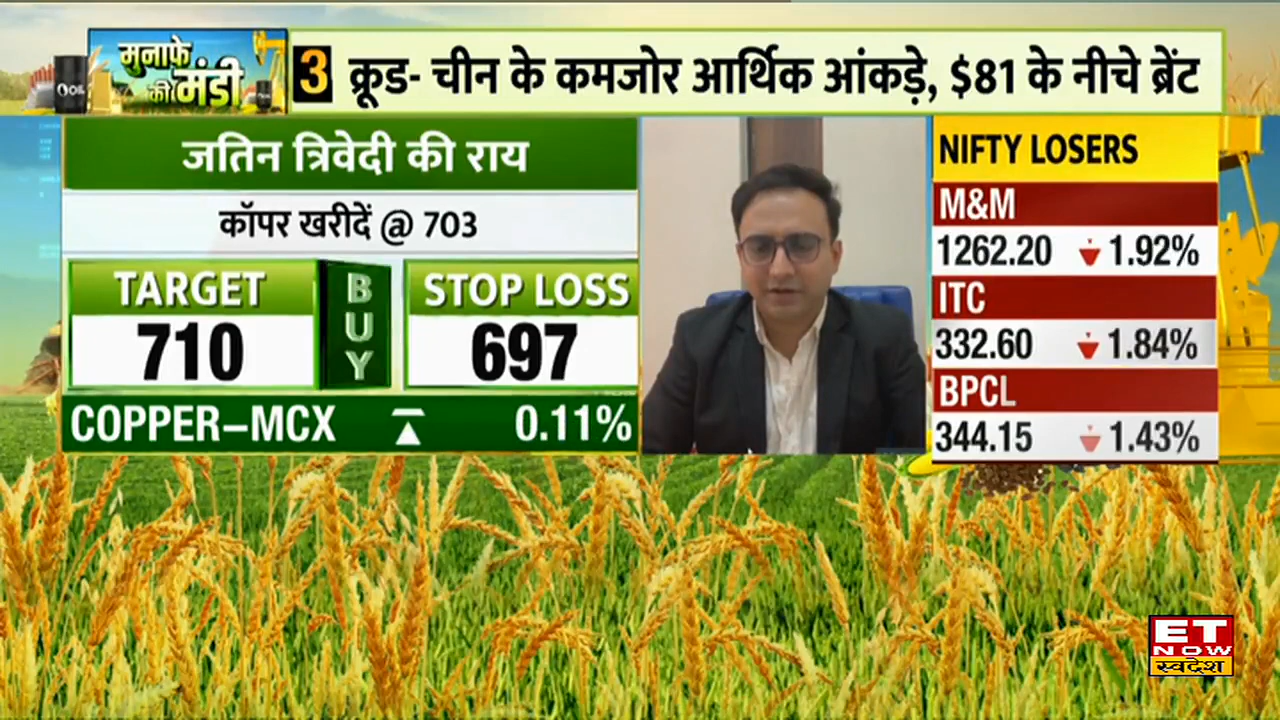 मुनाफे
की मंडी
OIL
3 क्रूड- चीन के कमजोर आर्थिक आंकड़े, $81 के नीचे ब्रेंट
जतिन त्रिवेदी की राय
कॉपर खरीदें @ 703
TARGET
710
BUY
STOP LOSS
697
COPPER-MCX 0.11%
NIFTY LOSERS
M&M
1262.20 1.92%
ITC
332.60 1.84%
BPCL
344.15 1.43%
ET
NOW
स्वदेश